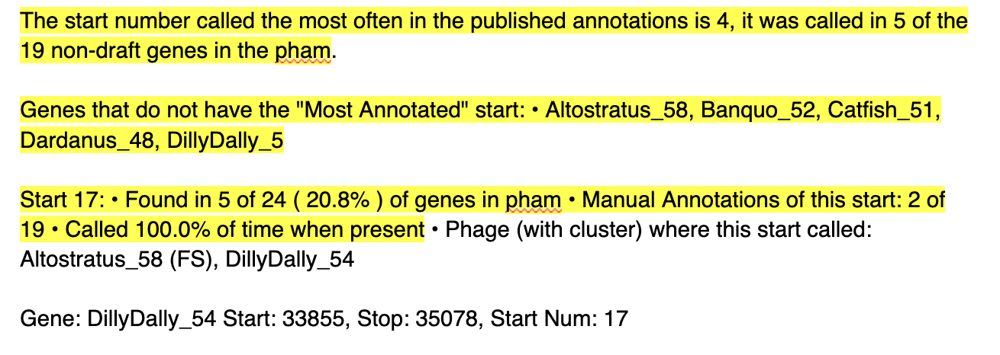 The start number called the most often in the published annotations is 4, it was called in 5 of the
19 non-draft genes in the pham.
Genes that do not have the "Most Annotated" start: • Altostratus_58, Banquo_52, Catfish_51,
Dardanus_48, DillyDally_5
Start 17: • Found in 5 of 24 ( 20.8% ) of genes in pham • Manual Annotations of this start: 2 of
19 • Called 100.0% of time when present • Phage (with cluster) where this start called:
Altostratus_58 (FS), DillyDally_54
Gene: DillyDally_54 Start: 33855, Stop: 35078, Start Num: 17